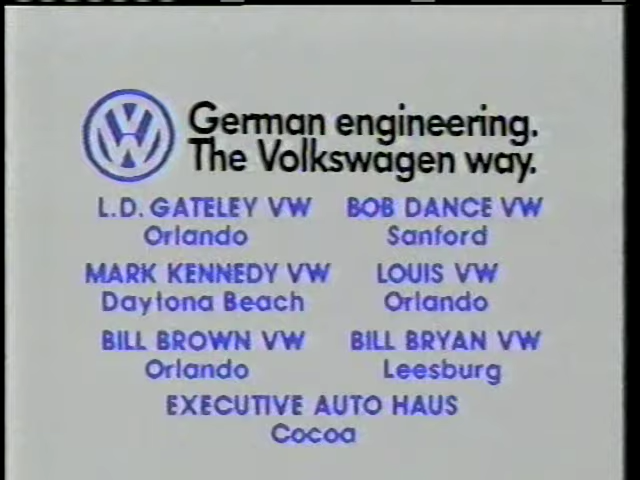 German engineering.
The Volkswagen way.
L.D. GATELEY VW BOB DANCE VW
Orlando Sanford
MARK KENNEDY VW LOUIS VW
Daytona Beach Orlando
BILL BROWN VW BILL BRYAN VW
Orlando Leesburg
EXECUTIVE AUTO HAUS
Cocoa